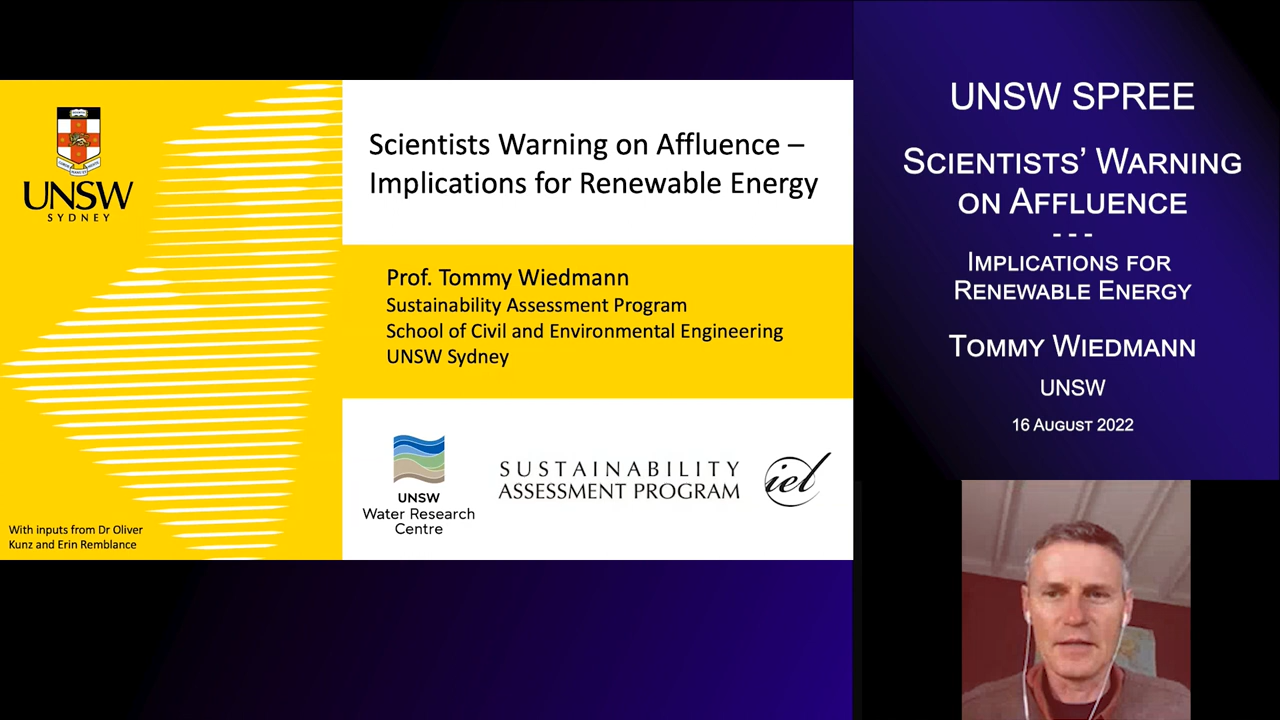 UNSW
SYDNEY
Scientists Warning on Affluence –
Implications for Renewable Energy
Prof. Tommy Wiedmann
Sustainability Assessment Program
School of Civil and Environmental Engineering
UNSW Sydney
UNSW
Water Research
Centre
SUSTAINABILITY
ASSESSMENT PROGRAM
iel
With inputs from Dr Oliver
Kunz and Erin Remblance
UNSW SPREE
SCIENTISTS’ WARNING
ON AFFLUENCE
- - -
IMPLICATIONS FOR
RENEWABLE ENERGY
TOMMY WIEDMANN
UNSW
16 AUGUST 2022